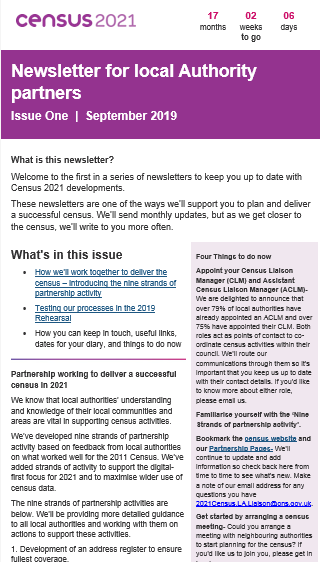 census 2021
17 02 06
months weeks days
to go
Newsletter for local Authority
partners
Issue One | September 2019
What is this newsletter?
Welcome to the first in a series of newsletters to keep you up to date with
Census 2021 developments.
These newsletters are one of the ways we'll support you to plan and deliver
a successful census. We'll send monthly updates, but as we get closer to
the census, we'll write to you more often.
What's in this issue
• How we'll work together to deliver the
census – introducing the nine strands of
partnership activity
• Testing our processes in the 2019
Rehearsal
• How you can keep in touch, useful links,
dates for your diary, and things to do now
Partnership working to deliver a successful
census in 2021
We know that local authorities' understanding
and knowledge of their local communities and
areas are vital in supporting census activities.
We've developed nine strands of partnership
activity based on feedback from local authorities
on what worked well for the 2011 Census. We've
added strands of activity to support the digital-
first focus for 2021 and to maximise wider use of
census data.
The nine strands of partnership activities are
below. We'll be providing more detailed guidance
to all local authorities and working with them on
actions to support these activities.
1. Development of an address register to ensure
fullest coverage.
Four Things to do now
Appoint your Census Liaison
Manager (CLM) and Assistant
Census Liaison Manager (ACLM)-
We are delighted to announce that
over 79% of local authorities have
already appointed an ACLM and over
75% have appointed their CLM. Both
roles act as points of contact to co-
ordinate census activities within their
council. We'll route our
communications through them so it's
important that you keep us up to date
with their contact details. If you'd like
to know more about either role,
please email us.
Familiarise yourself with the 'Nine
Strands of partnership activity'.
Bookmark the census website and
our Partnership Pages- We'll
continue to update and add
information so check back here from
time to time to see what's new. Make
a note of our email address for any
questions you have
2021Census.LA.Liaison@ons.gov.uk.
Get started by arranging a census
meeting- Could you arrange a
meeting with neighbouring authorities
to start planning for the census? If
you'd like us to join you, please get in